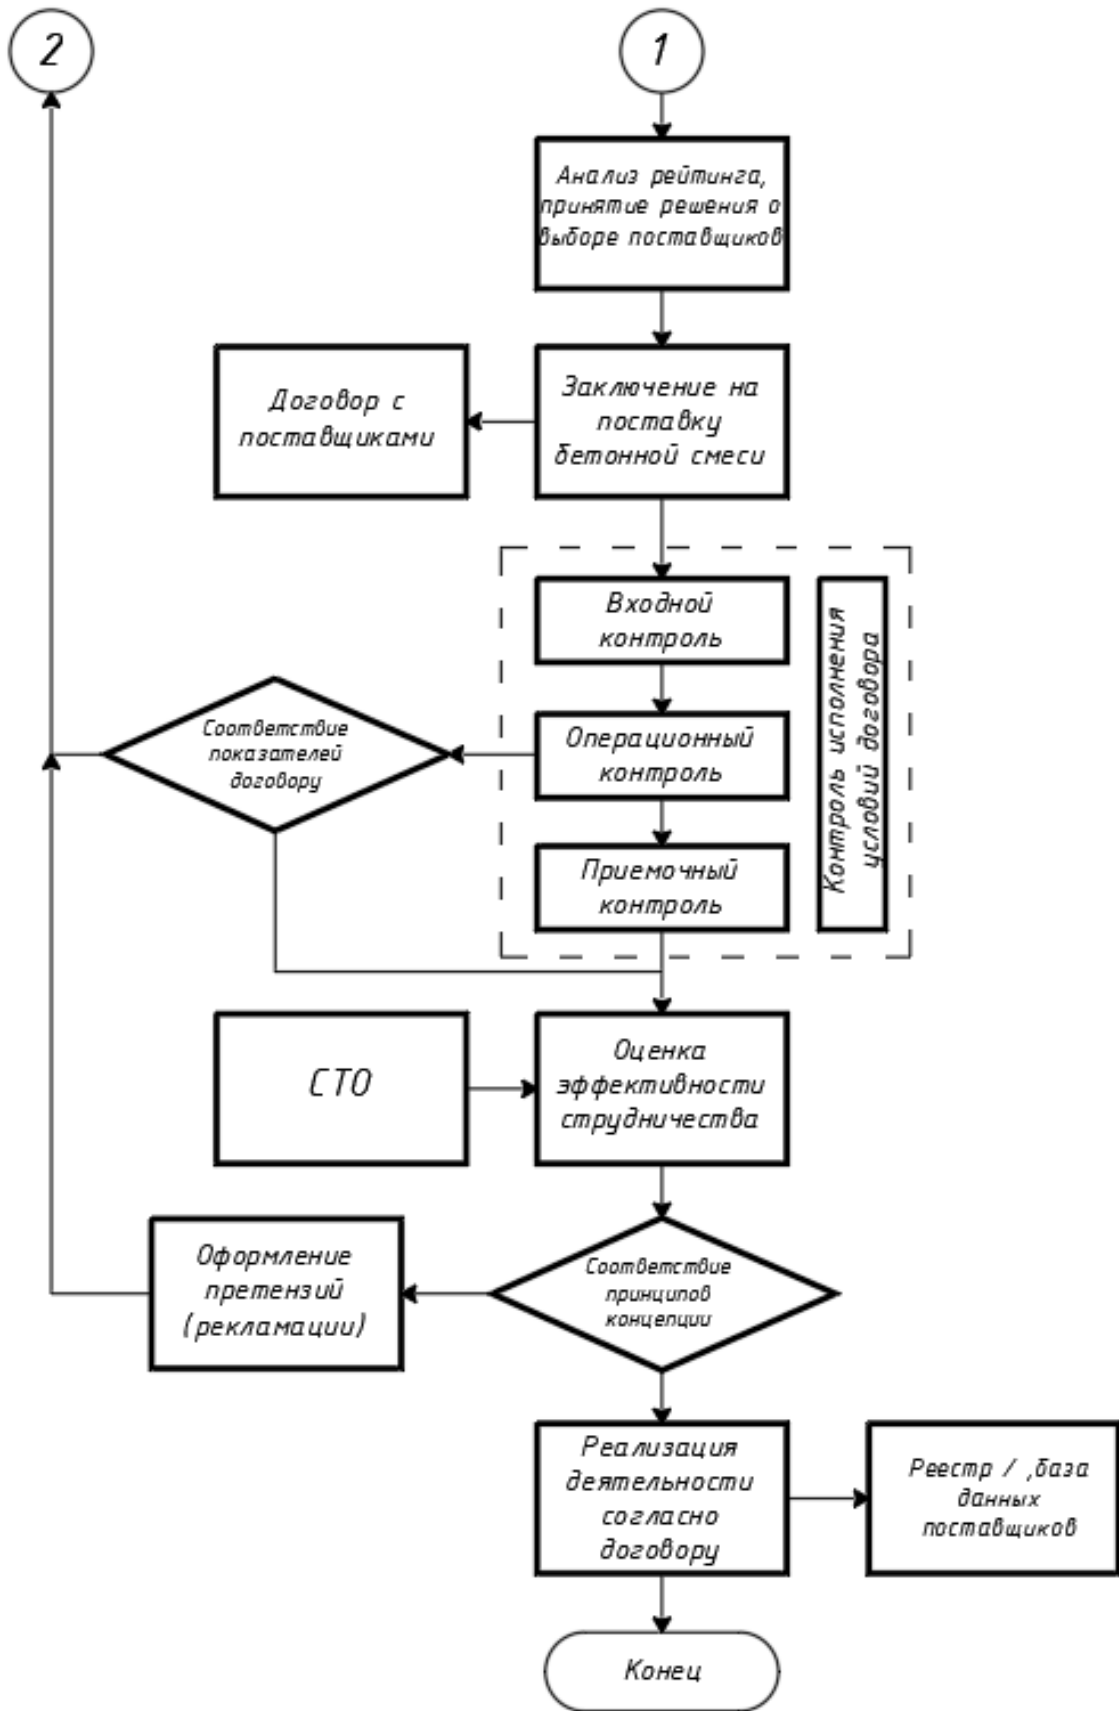 2
1
Анализ рейтинга,
принятие решения о
выборе поставщиков
Договор с
поставщиками
Заключение на
поставку
бетонной смеси
Входной
контроль
Контроль исполнения
условий договора
Соответствие
показателей
договору
Операционный
контроль
Приемочный
контроль
СТО
Оценка
эффективности
струдничества
Оформление
претензий
(рекламации)
Соответствие
принципов
концепции
Реализация
деятельности
согласно
договору
Реестр / ,база
данных
поставщиков
Конец